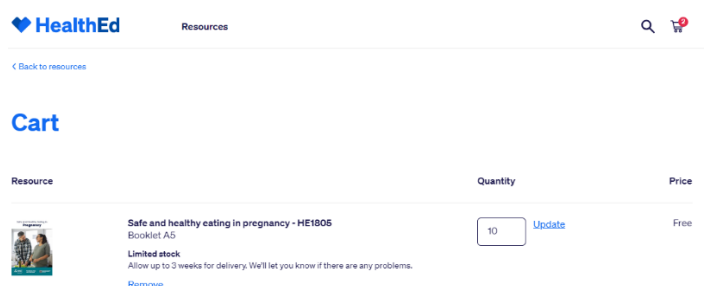 HealthEd
Resources
< Back to resources
Cart
Resource
Quantity
Price
Pregnancy
Safe and healthy eating in pregnancy - HE1805
Booklet A5
Limited stock
Allow up to 3 weeks for delivery. We'll let you know if there are any problems.
Remove
10
Update
Free